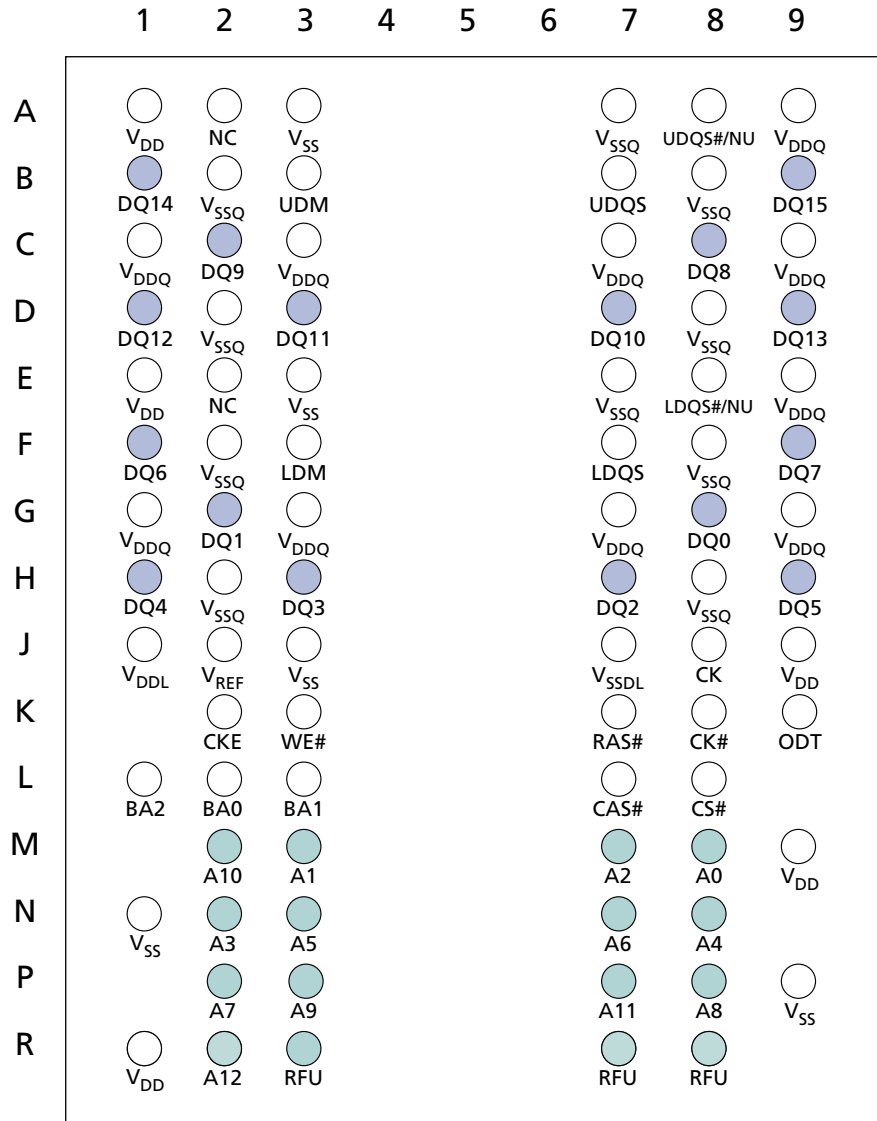 1 2 3 4 5 6 7 8 9
A
VDD NC VSS VSSQ UDQS#/NU VDDQ
B
DQ14 VSSQ UDM UDQS VSSQ DQ15
C
VDDQ DQ9 VDDQ VDDQ DQ8 VDDQ
D
DQ12 VSSQ DQ11 DQ10 VSSQ DQ13
E
VDD NC VSS VSSQ LDQS#/NU VDDQ
F
DQ6 VSSQ LDM LDQS VSSQ DQ7
G
VDDQ DQ1 VDDQ VDDQ DQ0 VDDQ
H
DQ4 VSSQ DQ3 DQ2 VSSQ DQ5
J
VDDL VREF VSS VSSDL CK VDD
K
CKE WE# RAS# CK# ODT
L
BA2 BA0 BA1 CAS# CS#
M
A10 A1 A2 A0 VDD
N
VSS A3 A5 A6 A4
P
A7 A9 A11 A8 VSS
R
VDD A12 RFU RFU RFU